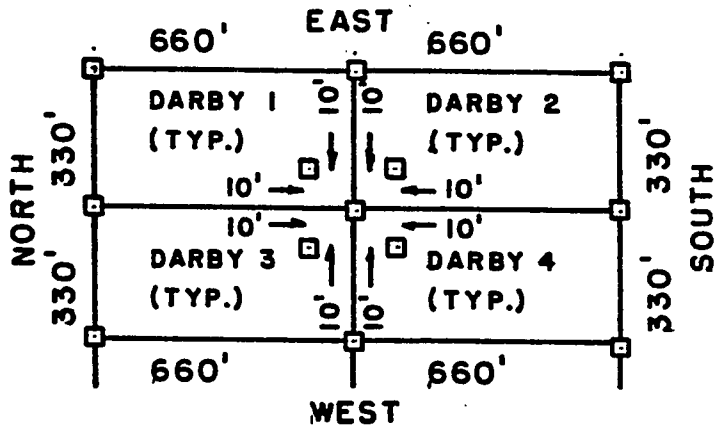 EAST
660' 660'
DARBY 1 10' 10' DARBY 2
(TYP.) (TYP.)
330' 330'
10' 10'
NORTH SOUTH
10' 10'
DARBY 3 DARBY 4
(TYP.) (TYP.)
330' 330'
10' 10'
660' 660'
WEST